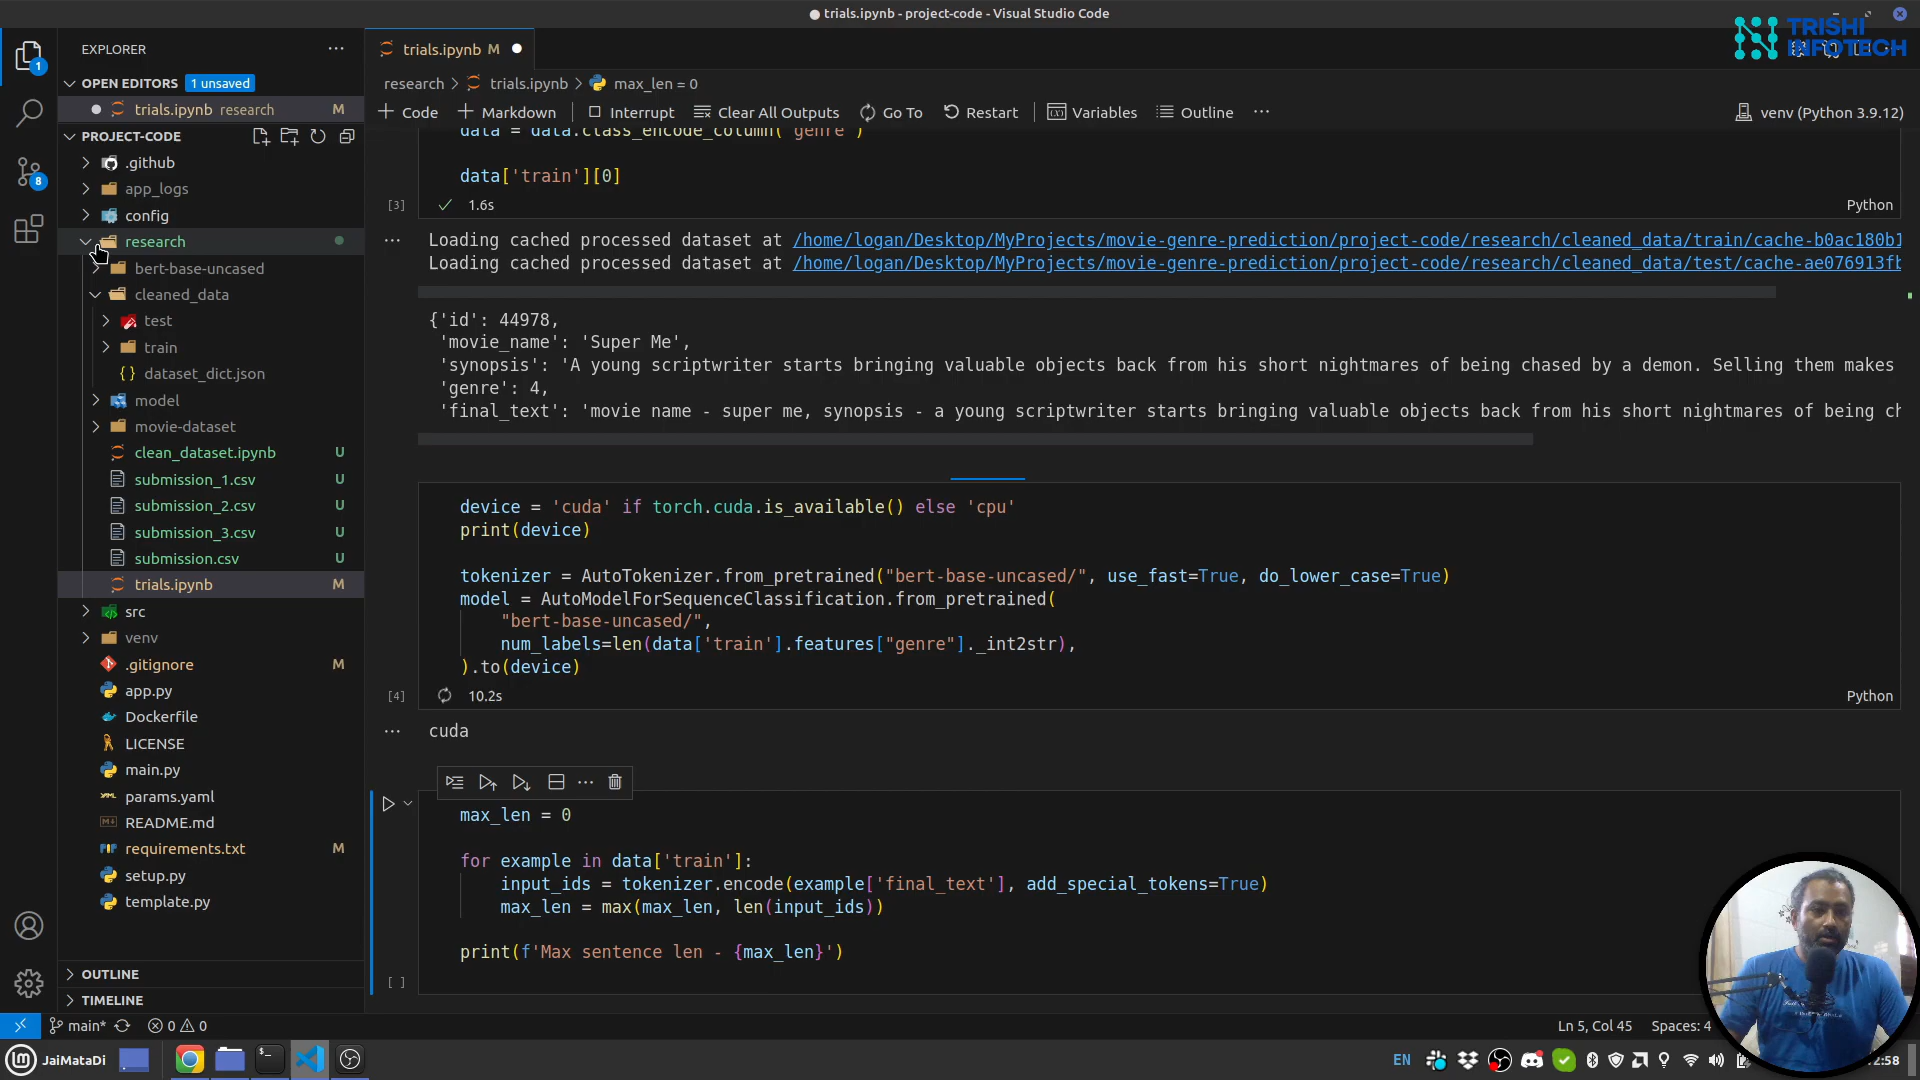 trials.ipynb - project-code - Visual Studio Code
TRISHI
INFOTECH
EXPLORER
trials.ipynb M
OPEN EDITORS 1 unsaved
research > trials.ipynb > max_len = 0
trials.ipynb research M
Code Markdown Interrupt Clear All Outputs Go To Restart Variables Outline venv (Python 3.9.12)
PROJECT-CODE
.github
app_logs
config
research
bert-base-uncased
cleaned_data
test
train
dataset_dict.json
model
movie-dataset
clean_dataset.ipynb U
submission_1.csv U
submission_2.csv U
submission_3.csv U
submission.csv U
trials.ipynb M
src
venv
.gitignore M
app.py
Dockerfile
LICENSE
main.py
params.yaml
README.md
requirements.txt M
setup.py
template.py
OUTLINE
TIMELINE
data = data.class_encode_column('genre')
data['train'][0]
[3] 1.6s Python
Loading cached processed dataset at /home/logan/Desktop/MyProjects/movie-genre-prediction/project-code/research/cleaned_data/train/cache-b0ac180b1
Loading cached processed dataset at /home/logan/Desktop/MyProjects/movie-genre-prediction/project-code/research/cleaned_data/test/cache-ae076913fb
{'id': 44978,
'movie_name': 'Super Me',
'synopsis': 'A young scriptwriter starts bringing valuable objects back from his short nightmares of being chased by a demon. Selling them makes
'genre': 4,
'final_text': 'movie name - super me, synopsis - a young scriptwriter starts bringing valuable objects back from his short nightmares of being ch
device = 'cuda' if torch.cuda.is_available() else 'cpu'
print(device)
tokenizer = AutoTokenizer.from_pretrained("bert-base-uncased/", use_fast=True, do_lower_case=True)
model = AutoModelForSequenceClassification.from_pretrained(
"bert-base-uncased/",
num_labels=len(data['train'].features["genre"]._int2str),
).to(device)
[4] 10.2s Python
cuda
max_len = 0
for example in data['train']:
input_ids = tokenizer.encode(example['final_text'], add_special_tokens=True)
max_len = max(max_len, len(input_ids))
print(f'Max sentence len - {max_len}')
[ ]
main* 0 0 Ln 5, Col 45 Spaces: 4
JaiMataDi EN 2:58